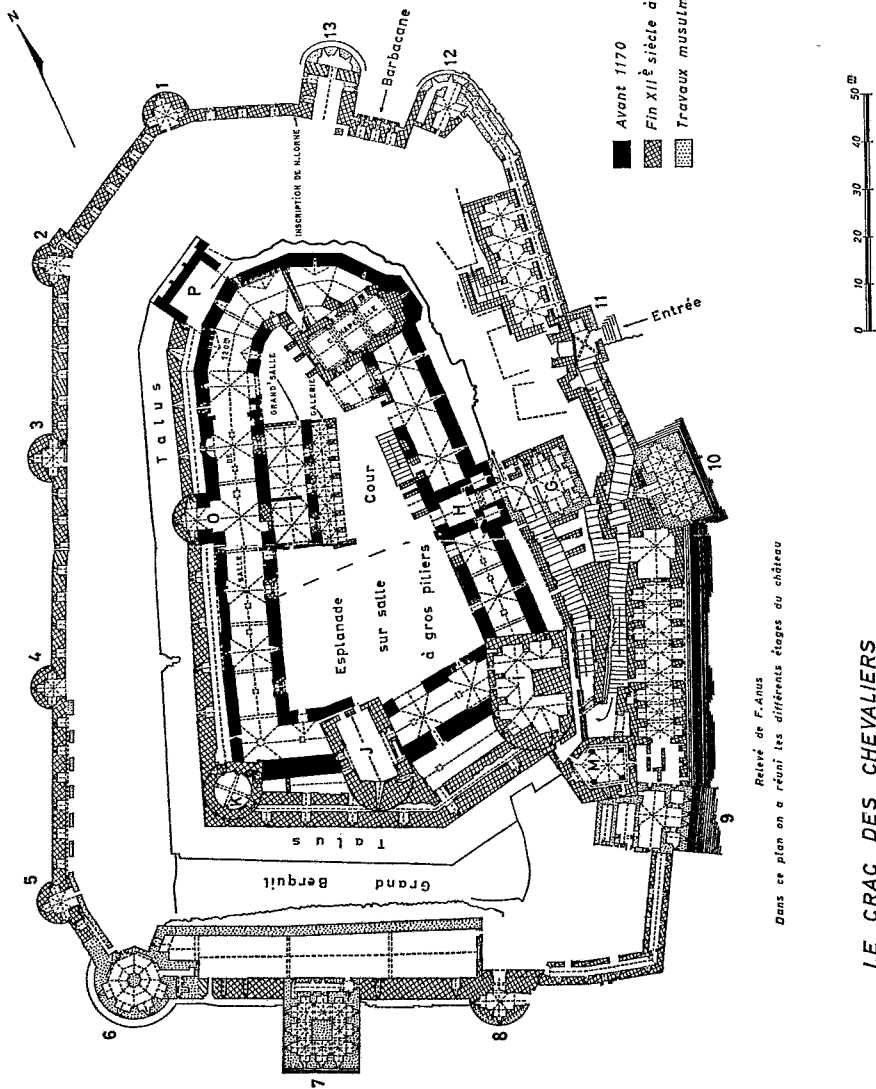 N
1
2
3
4
5
6
7
8
9
10
11
12
13
Barbacane
INSCRIPTION DE N. LORNE
Entrée
Talus
P
O
K
J
I
H
G
M
L
GRAND'SALLE
GALERIE
CHAPELLE
SALLE
Cour
Esplanade
sur salle
à gros piliers
Talus
Grand
Berquil
Avant 1170
Fin XIIè siècle à
Travaux musulm
0 10 20 30 40 50 m
Relevé de F. Anus
Dans ce plan on a réuni les différents étages du château
LE CRAC DES CHEVALIERS